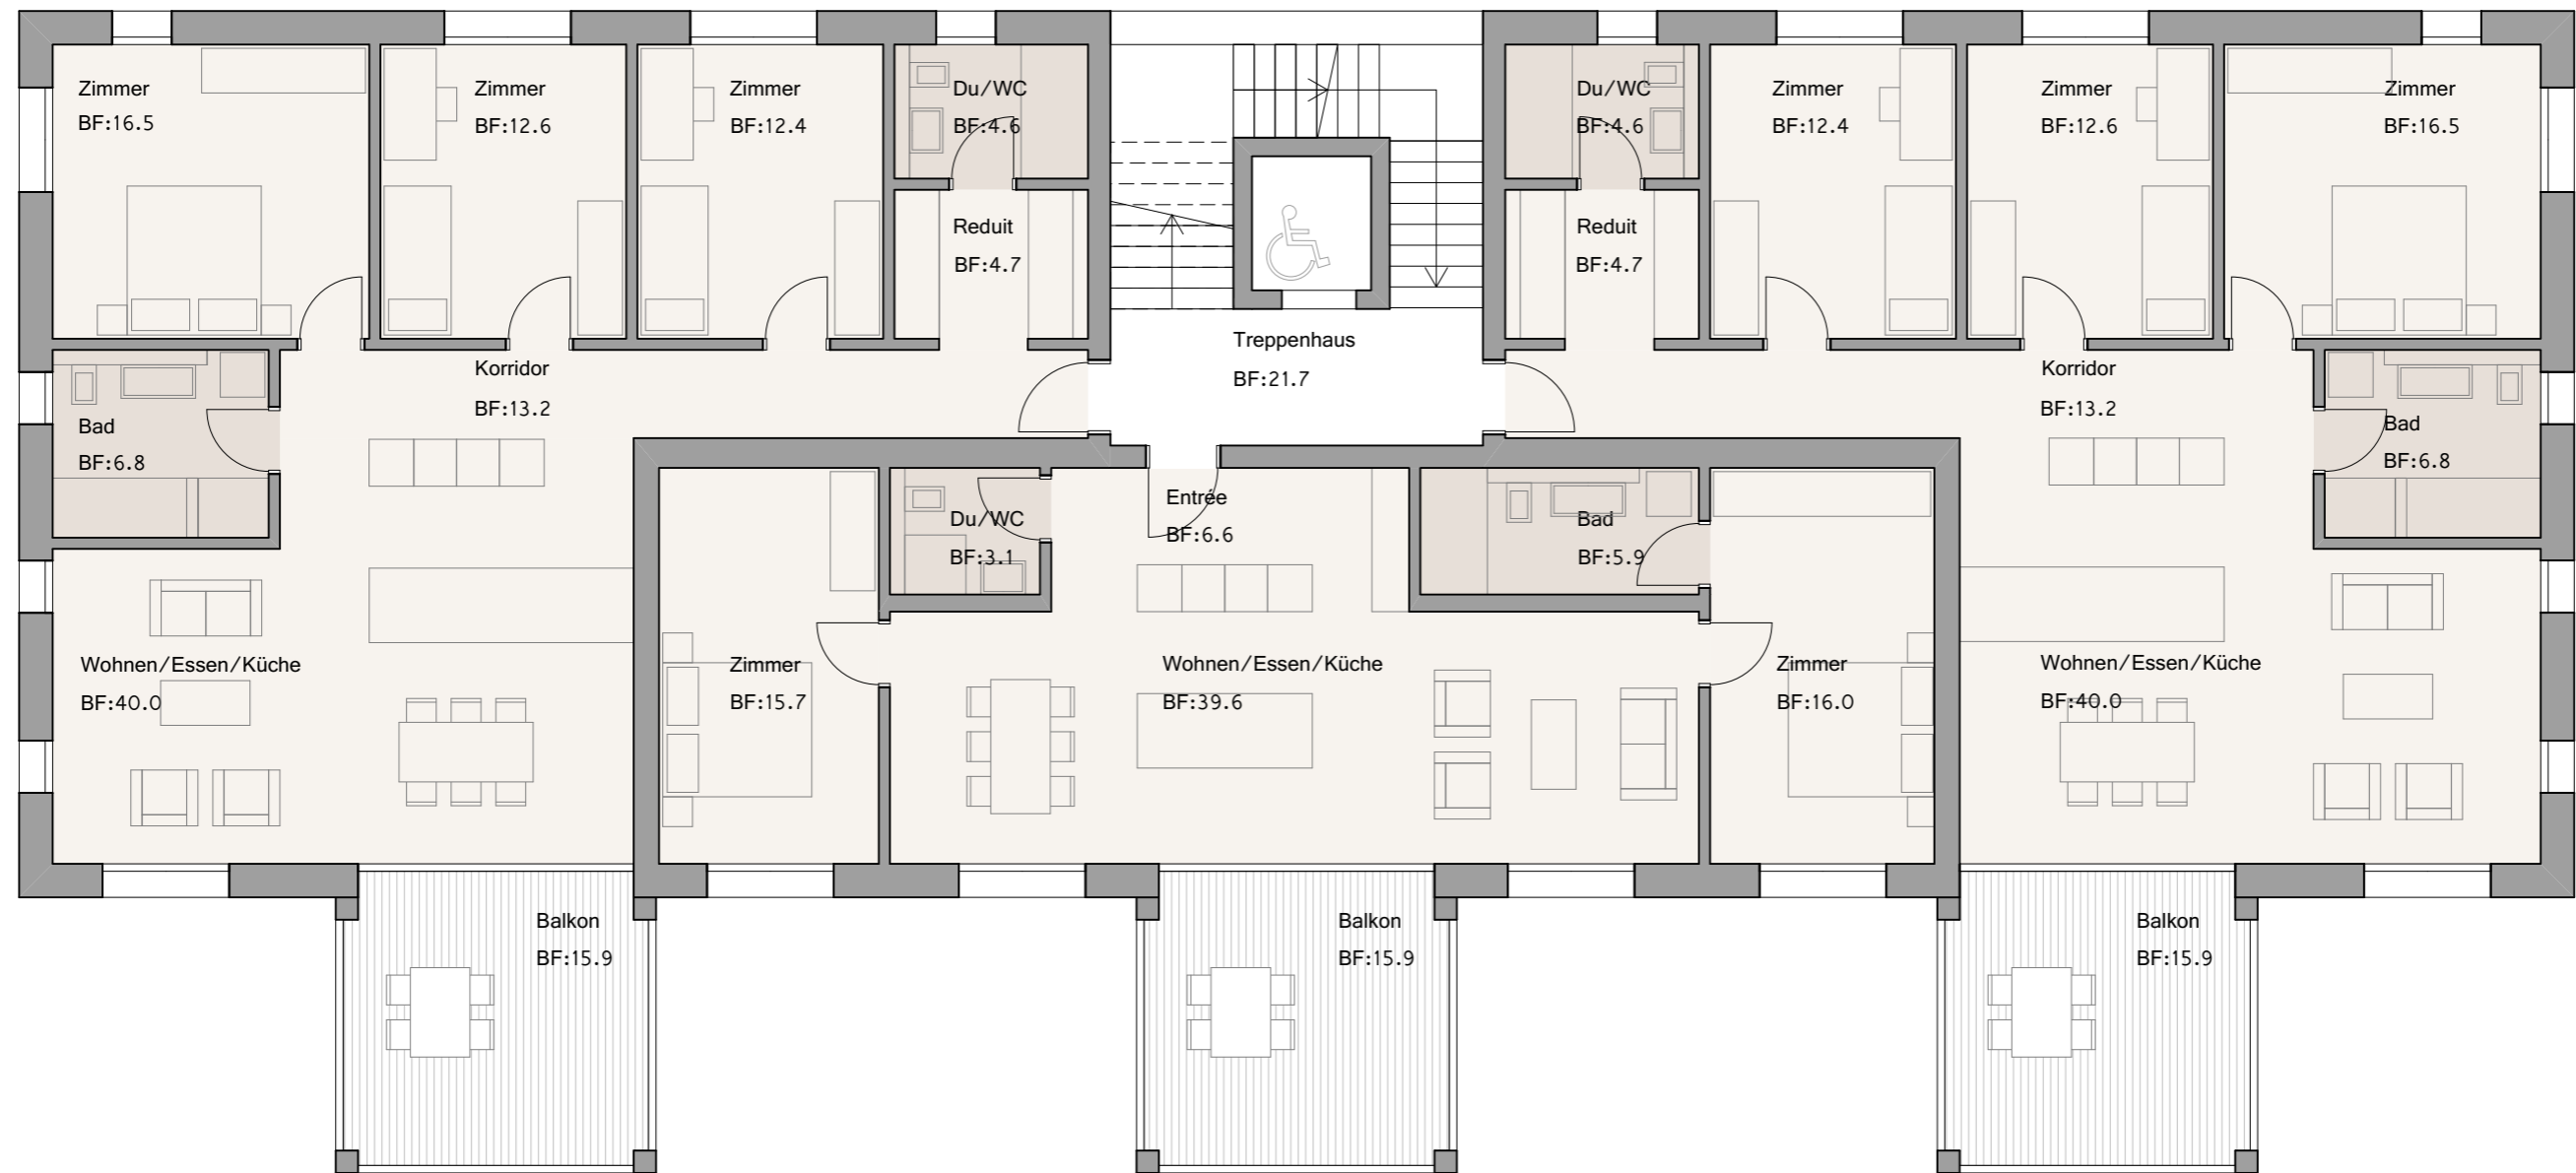 Zimmer
BF:16.5
Zimmer
BF:12.6
Zimmer
BF:12.4
Du/WC
BF:4.6
Du/WC
BF:4.6
Zimmer
BF:12.4
Zimmer
BF:12.6
Zimmer
BF:16.5
Reduit
BF:4.7
Reduit
BF:4.7
Treppenhaus
BF:21.7
Korridor
BF:13.2
Korridor
BF:13.2
Bad
BF:6.8
Bad
BF:6.8
Entrée
BF:6.6
Du/WC
BF:3.1
Bad
BF:5.9
Wohnen/Essen/Küche
BF:40.0
Zimmer
BF:15.7
Wohnen/Essen/Küche
BF:39.6
Zimmer
BF:16.0
Wohnen/Essen/Küche
BF:40.0
Balkon
BF:15.9
Balkon
BF:15.9
Balkon
BF:15.9